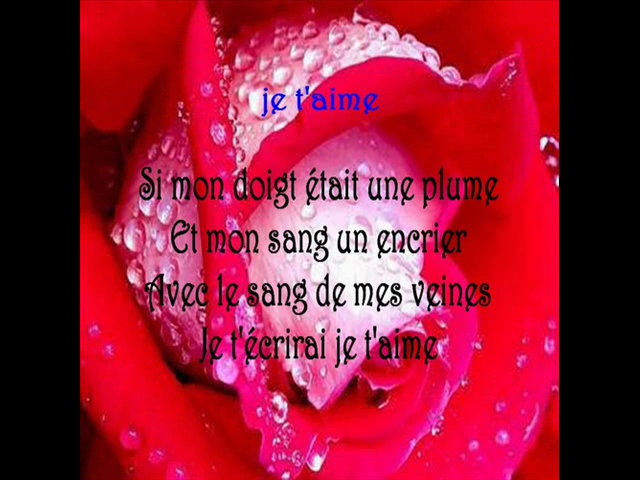 je t'aime
Si mon doigt était une plume
Et mon sang un encrier
Avec le sang de mes veines
Je t'écrirai je t'aime